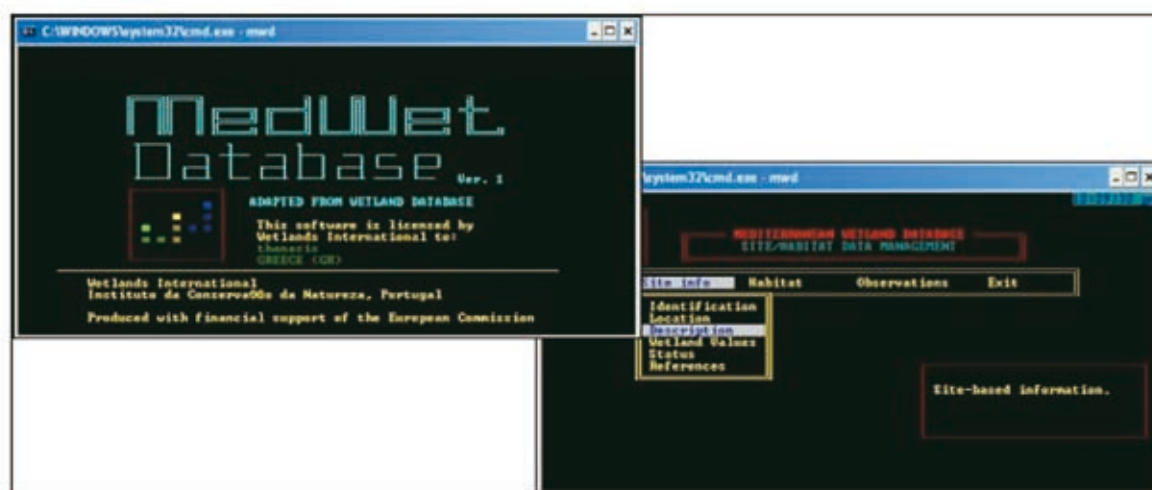 C:\WINDOWS\system32\cmd.exe - mwd
MedWet
Database Ver. 1
ADAPTED FROM WETLAND DATABASE
This software is licensed by
Wetlands International to:
thanasis
GREECE (GR)
Wetlands International
Instituto da Conservação da Natureza, Portugal
Produced with financial support of the European Commission
\system32\cmd.exe - mwd
MEDITERRANEAN WETLAND DATABASE
SITE/HABITAT DATA MANAGEMENT
Site info Habitat Observations Exit
Identification
Location
Description
Wetland Values
Status
References
Site-based information.